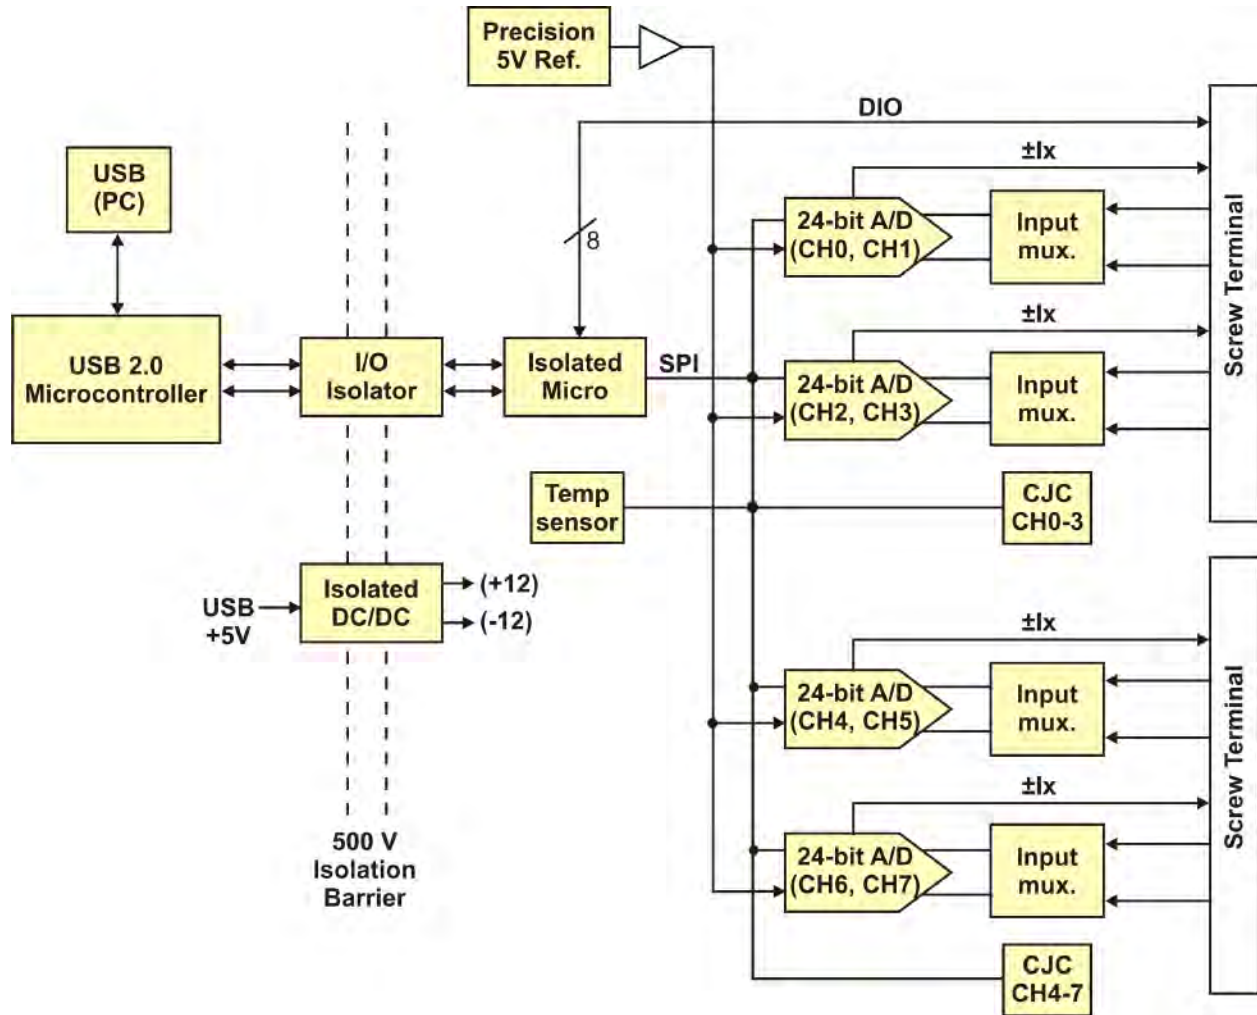 Precision
5V Ref.
DIO
USB
(PC)
±Ix
8
24-bit A/D
(CH0, CH1)
Input
mux.
Screw Terminal
USB 2.0
Microcontroller
I/O
Isolator
Isolated
Micro
SPI
±Ix
24-bit A/D
(CH2, CH3)
Input
mux.
Temp
sensor
CJC
CH0-3
USB
+5V
Isolated
DC/DC
(+12)
(-12)
±Ix
24-bit A/D
(CH4, CH5)
Input
mux.
Screw Terminal
±Ix
24-bit A/D
(CH6, CH7)
Input
mux.
500 V
Isolation
Barrier
CJC
CH4-7